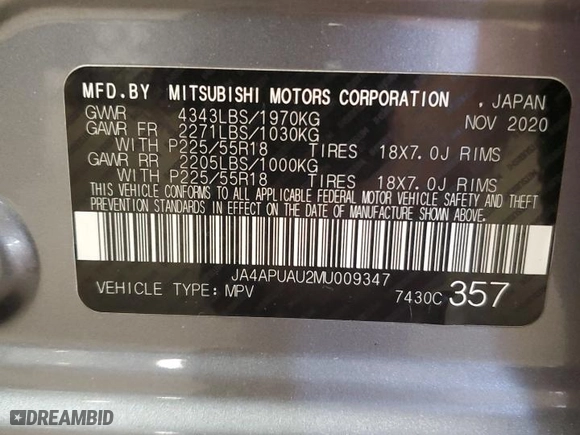 MFD.BY MITSUBISHI MOTORS CORPORATION . JAPAN
GVWR 4343LBS/1970KG NOV 2020
GAWR FR 2271LBS/1030KG
WITH P225/55R18 TIRES 18X7.0J RIMS
GAWR RR 2205LBS/1000KG
WITH P225/55R18 TIRES 18X7.0J RIMS
THIS VEHICLE CONFORMS TO ALL APPLICABLE FEDERAL MOTOR VEHICLE SAFETY AND THEFT
PREVENTION STANDARDS IN EFFECT ON THE DATE OF MANUFACTURE SHOWN ABOVE.
JA4APUAU2MU009347
VEHICLE TYPE: MPV 7430C 357
DREAMBID